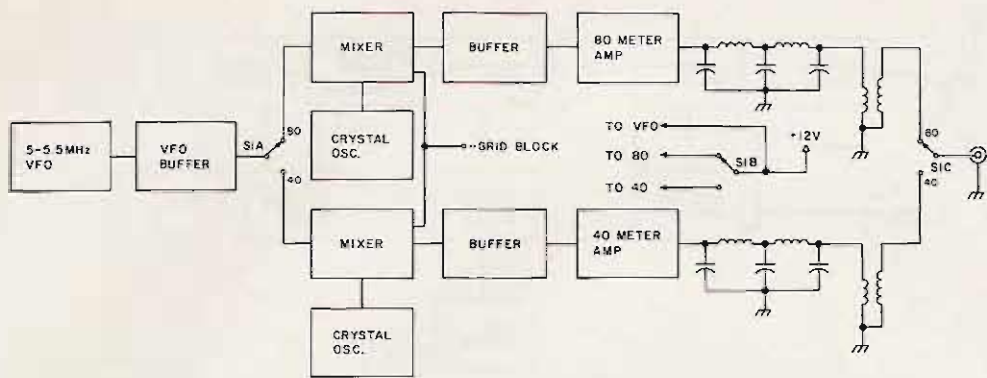 MIXER
BUFFER
80 METER
AMP
5-5.5MHz
VFO
VFO
BUFFER
S1A
80
40
CRYSTAL
OSC.
-GRID BLOCK
TO VFO
+12V
TO 80
S1B
TO 40
80
S1C
40
MIXER
BUFFER
40 METER
AMP
CRYSTAL
OSC.